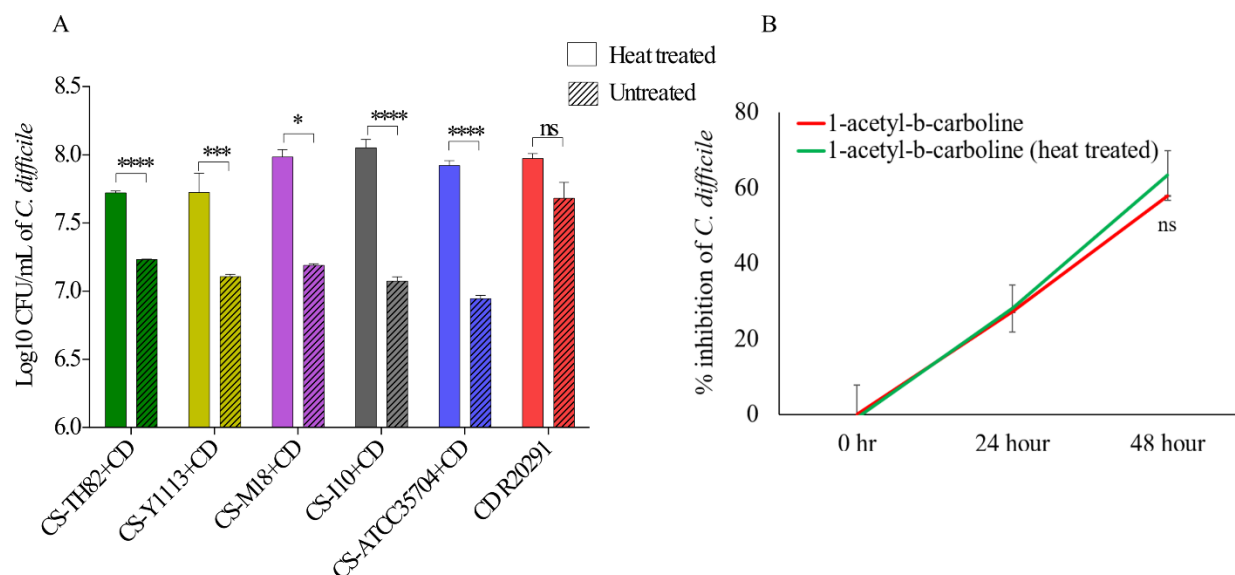 A
B
Heat treated
Untreated
Log10 CFU/mL of C. difficile
8.5
8.0
7.5
7.0
6.5
6.0
****
***
*
****
****
ns
CS-TH82+CD
CS-Y1113+CD
CS-M18+CD
CS-I10+CD
CS-ATCC35704+CD
CD R20291
% inhibition of C. difficile
80
60
40
20
0
1-acetyl-b-carboline
1-acetyl-b-carboline (heat treated)
ns
0 hr
24 hour
48 hour